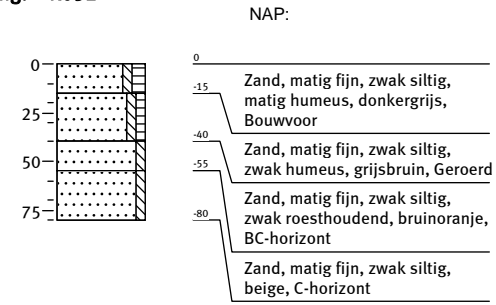 NAP:
0
0
-15
Zand, matig fijn, zwak siltig,
matig humeus, donkergrijs,
Bouwvoor
25
-40
Zand, matig fijn, zwak siltig,
zwak humeus, grijsbruin, Geroerd
50
-55
Zand, matig fijn, zwak siltig,
zwak roesthoudend, bruinoranje,
BC-horizont
75
-80
Zand, matig fijn, zwak siltig,
beige, C-horizont